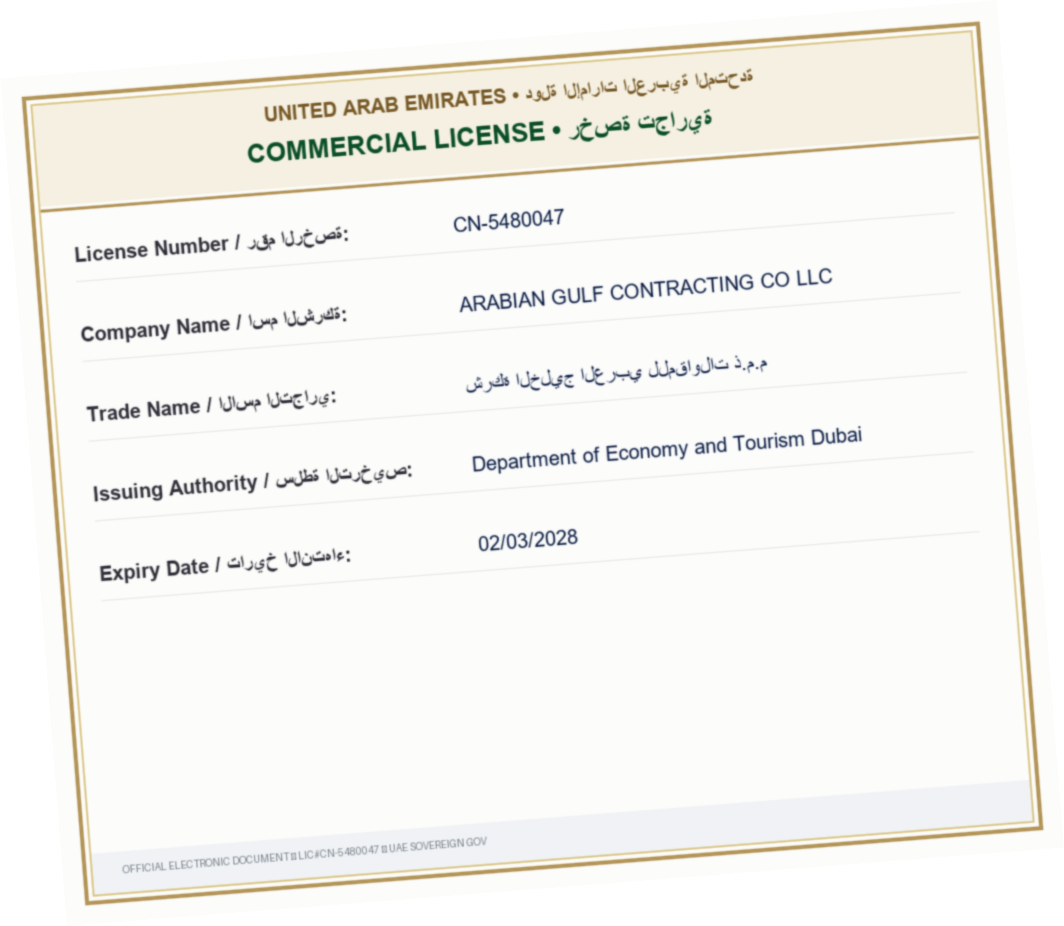 UNITED ARAB EMIRATES • دولة الإمارات العربية المتحدة
COMMERCIAL LICENSE • رخصة تجارية
License Number / رقم الرخصة: CN-5480047
Company Name / اسم الشركة: ARABIAN GULF CONTRACTING CO LLC
Trade Name / الاسم التجاري: شركة الخليج العربي للمقاولات ذ.م.م
Issuing Authority / سلطة الترخيص: Department of Economy and Tourism Dubai
Expiry Date / تاريخ الانتهاء: 02/03/2028
OFFICIAL ELECTRONIC DOCUMENT LIC#CN-5480047 UAE SOVEREIGN GOV